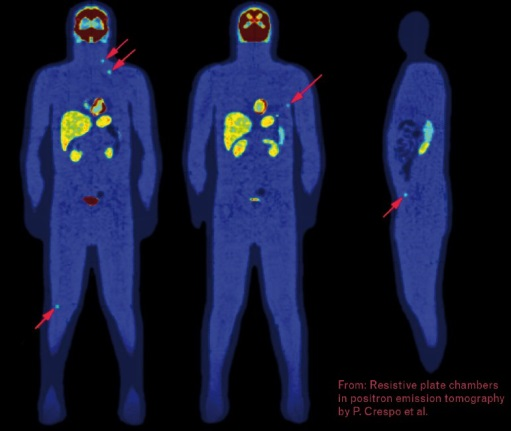 From: Resistive plate chambers
in positron emission tomography
by P. Crespo et al.